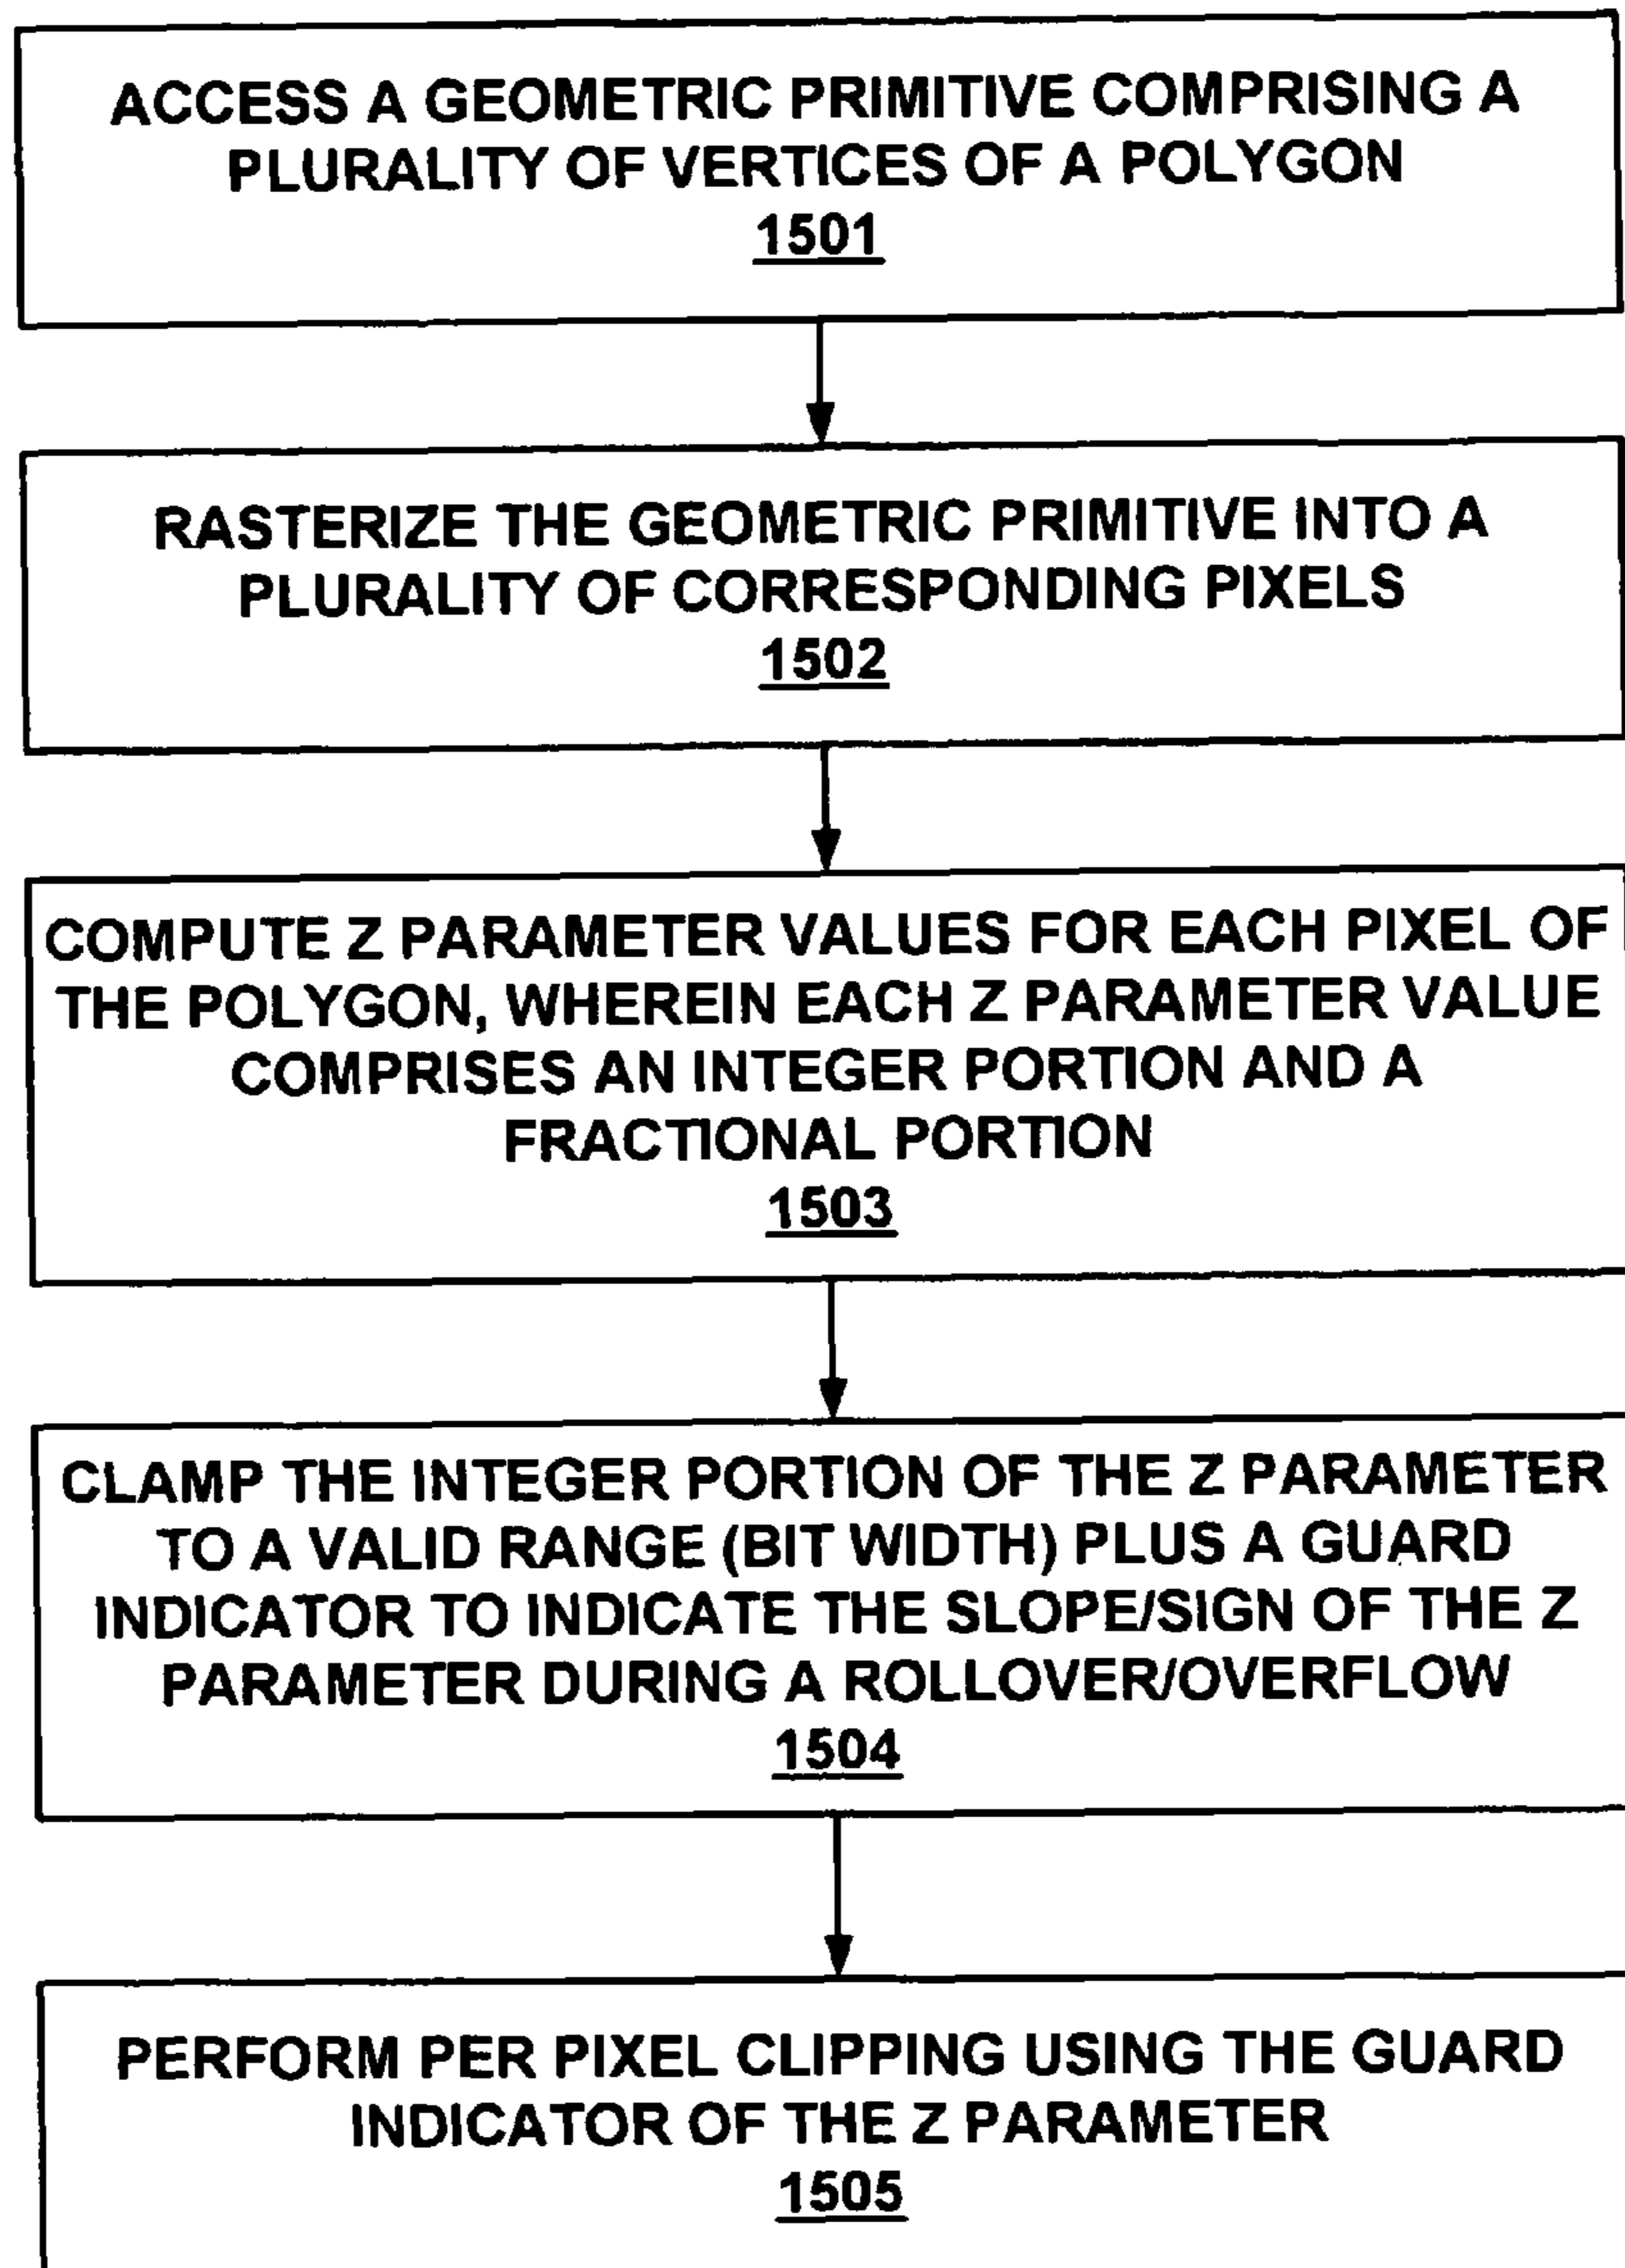 ACCESS A GEOMETRIC PRIMITIVE COMPRISING A
PLURALITY OF VERTICES OF A POLYGON
1501
RASTERIZE THE GEOMETRIC PRIMITIVE INTO A
PLURALITY OF CORRESPONDING PIXELS
1502
COMPUTE Z PARAMETER VALUES FOR EACH PIXEL OF
THE POLYGON, WHEREIN EACH Z PARAMETER VALUE
COMPRISES AN INTEGER PORTION AND A
FRACTIONAL PORTION
1503
CLAMP THE INTEGER PORTION OF THE Z PARAMETER
TO A VALID RANGE (BIT WIDTH) PLUS A GUARD
INDICATOR TO INDICATE THE SLOPE/SIGN OF THE Z
PARAMETER DURING A ROLLOVER/OVERFLOW
1504
PERFORM PER PIXEL CLIPPING USING THE GUARD
INDICATOR OF THE Z PARAMETER
1505